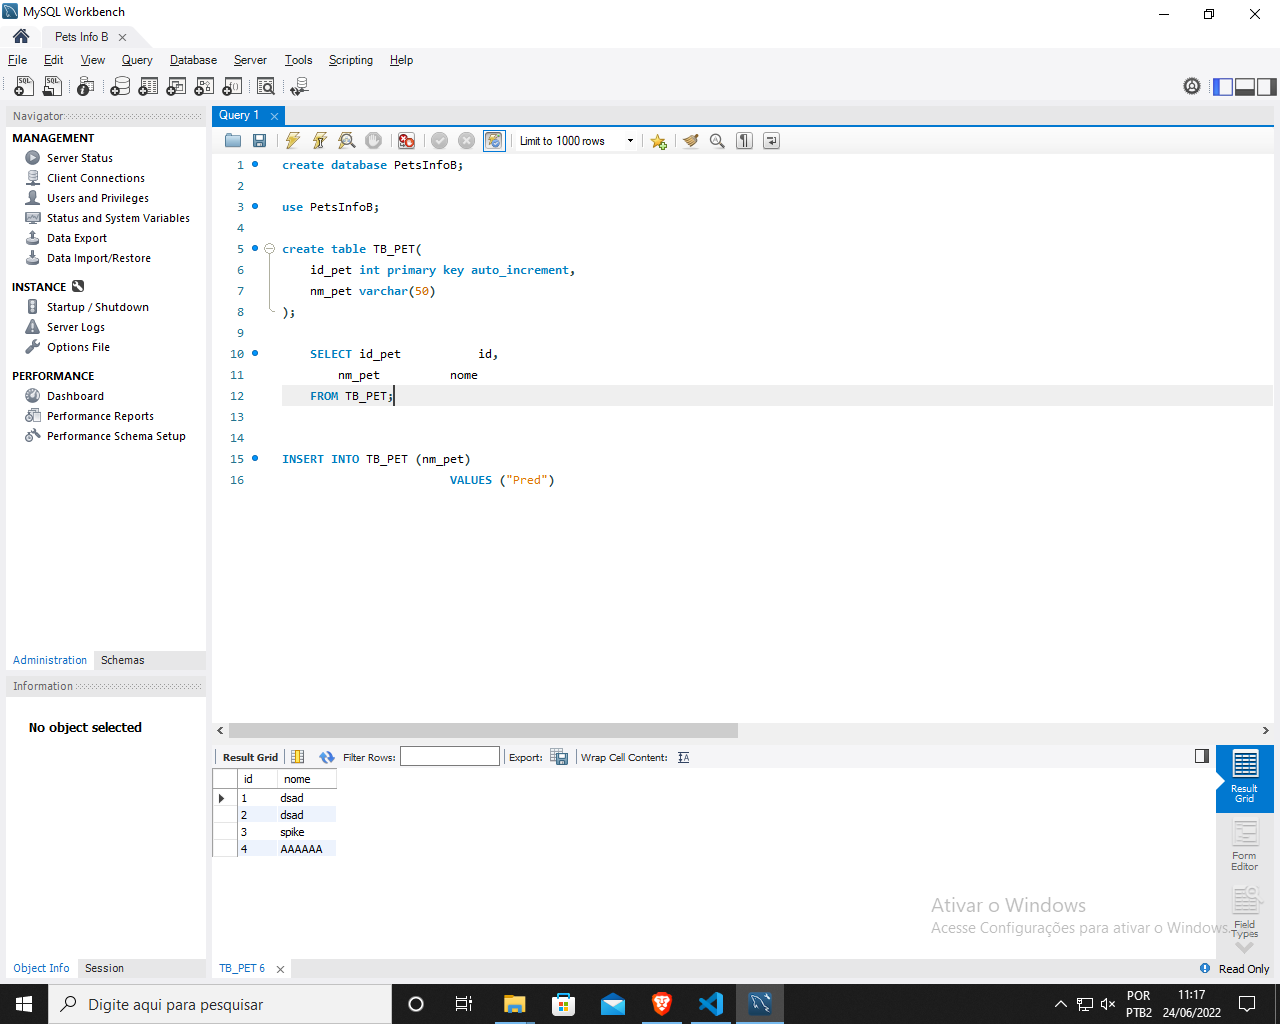 MySQL Workbench
Pets Info B
File Edit View Query Database Server Tools Scripting Help
Navigator
MANAGEMENT
Server Status
Client Connections
Users and Privileges
Status and System Variables
Data Export
Data Import/Restore
INSTANCE
Startup / Shutdown
Server Logs
Options File
PERFORMANCE
Dashboard
Performance Reports
Performance Schema Setup
Administration Schemas
Information
No object selected
Object Info Session
Query 1
Limit to 1000 rows
1 create database PetsInfoB;
2
3 use PetsInfoB;
4
5 create table TB_PET(
6 id_pet int primary key auto_increment,
7 nm_pet varchar(50)
8 );
9
10 SELECT id_pet id,
11 nm_pet nome
12 FROM TB_PET;
13
14
15 INSERT INTO TB_PET (nm_pet)
16 VALUES ("Pred")
Result Grid Filter Rows: Export: Wrap Cell Content:
id nome
1 dsad
2 dsad
3 spike
4 AAAAAA
Result
Grid
Form
Editor
Field
Types
Ativar o Windows
Acesse Configurações para ativar o Windows.
TB_PET 6
Read Only
Digite aqui para pesquisar
POR
PTB2
11:17
24/06/2022